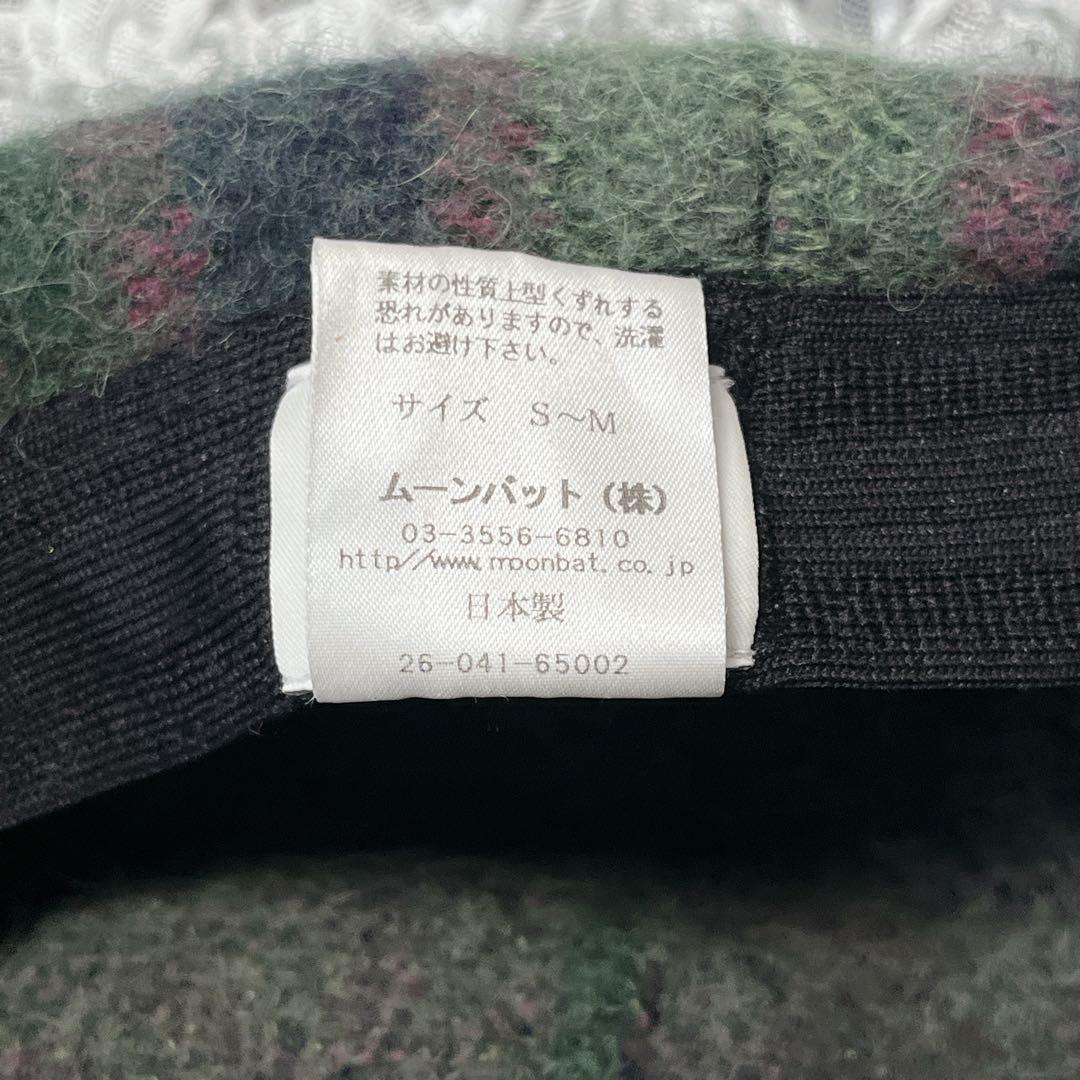 素材の性質上型くずれする
恐れがありますので、洗濯
はお避け下さい。
サイズ S～M
ムーンバット（株）
03-3556-6810
http//www.moonbat.co.jp
日本製
26-041-65002